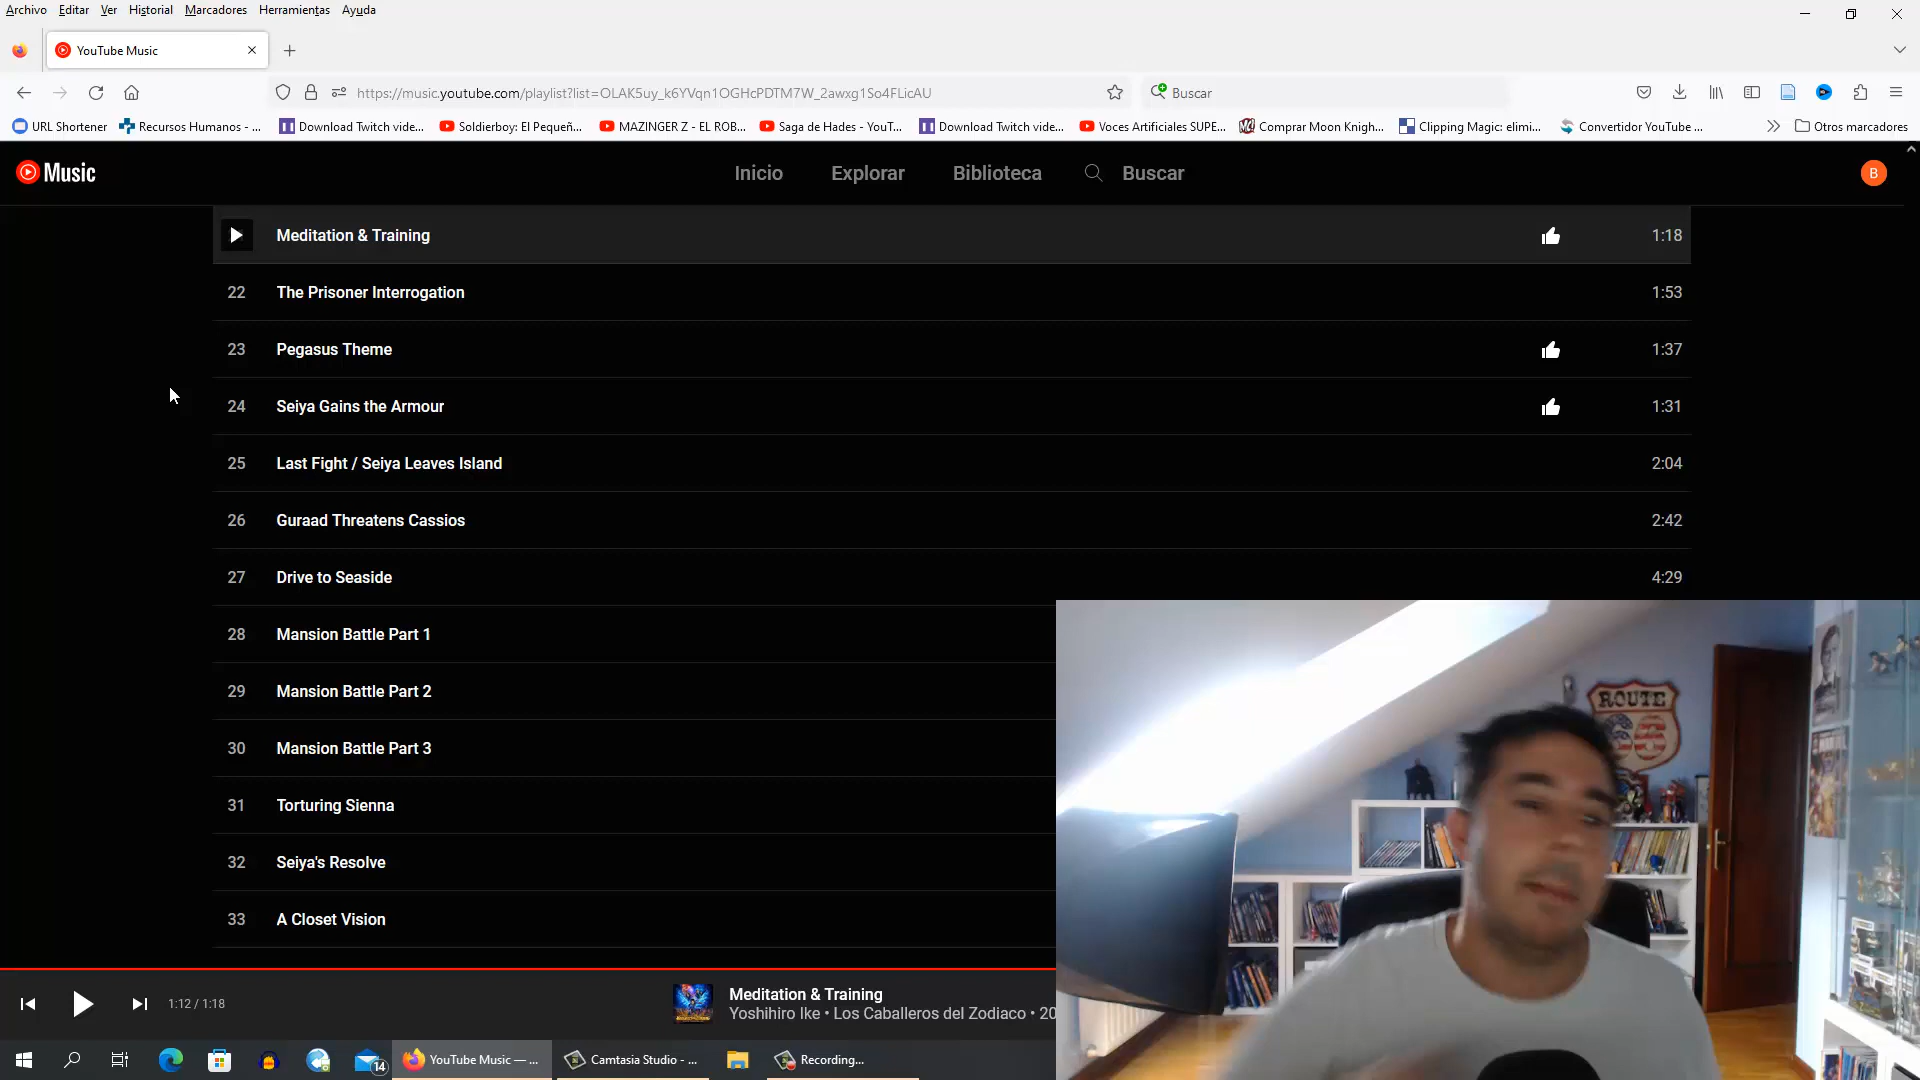 Archivo Editar Ver Historial Marcadores Herramientas Ayuda
YouTube Music
https://music.youtube.com/playlist?list=OLAK5uy_k6YVqn1OGHcPDTM7W_2awxg1So4FLicAU
Buscar
URL Shortener
Recursos Humanos - ...
Download Twitch vide...
Soldierboy: El Pequeñ...
MAZINGER Z - EL ROB...
Saga de Hades - YouT...
Download Twitch vide...
Voces Artificiales SUPE...
Comprar Moon Knigh...
Clipping Magic: elimi...
Convertidor YouTube ...
Otros marcadores
Music
Inicio Explorar Biblioteca Buscar
B
Meditation & Training 1:18
22 The Prisoner Interrogation 1:53
23 Pegasus Theme 1:37
24 Seiya Gains the Armour 1:31
25 Last Fight / Seiya Leaves Island 2:04
26 Guraad Threatens Cassios 2:42
27 Drive to Seaside 4:29
28 Mansion Battle Part 1
29 Mansion Battle Part 2
30 Mansion Battle Part 3
31 Torturing Sienna
32 Seiya's Resolve
33 A Closet Vision
ROUTE
66
1:12 / 1:18
Meditation & Training
Yoshihiro Ike • Los Caballeros del Zodiaco • 20
14
YouTube Music — ...
Camtasia Studio - ...
Recording...